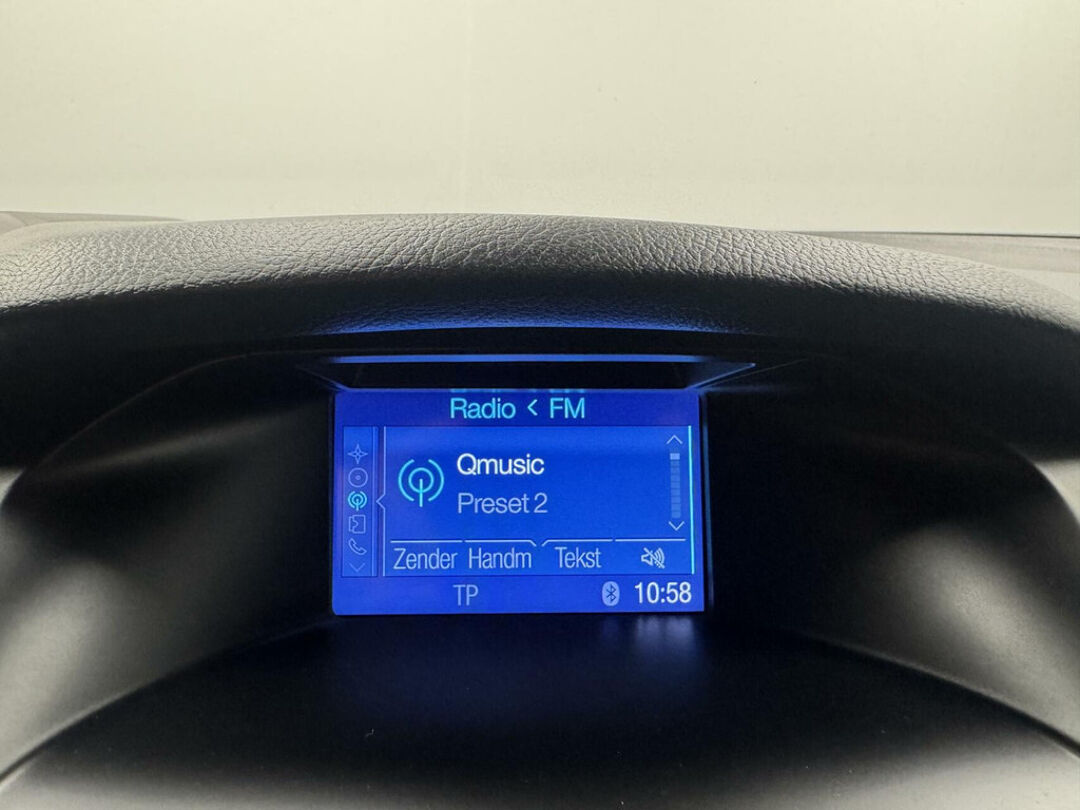 Radio < FM
Qmusic
Preset 2
Zender Handm Tekst
TP 10:58